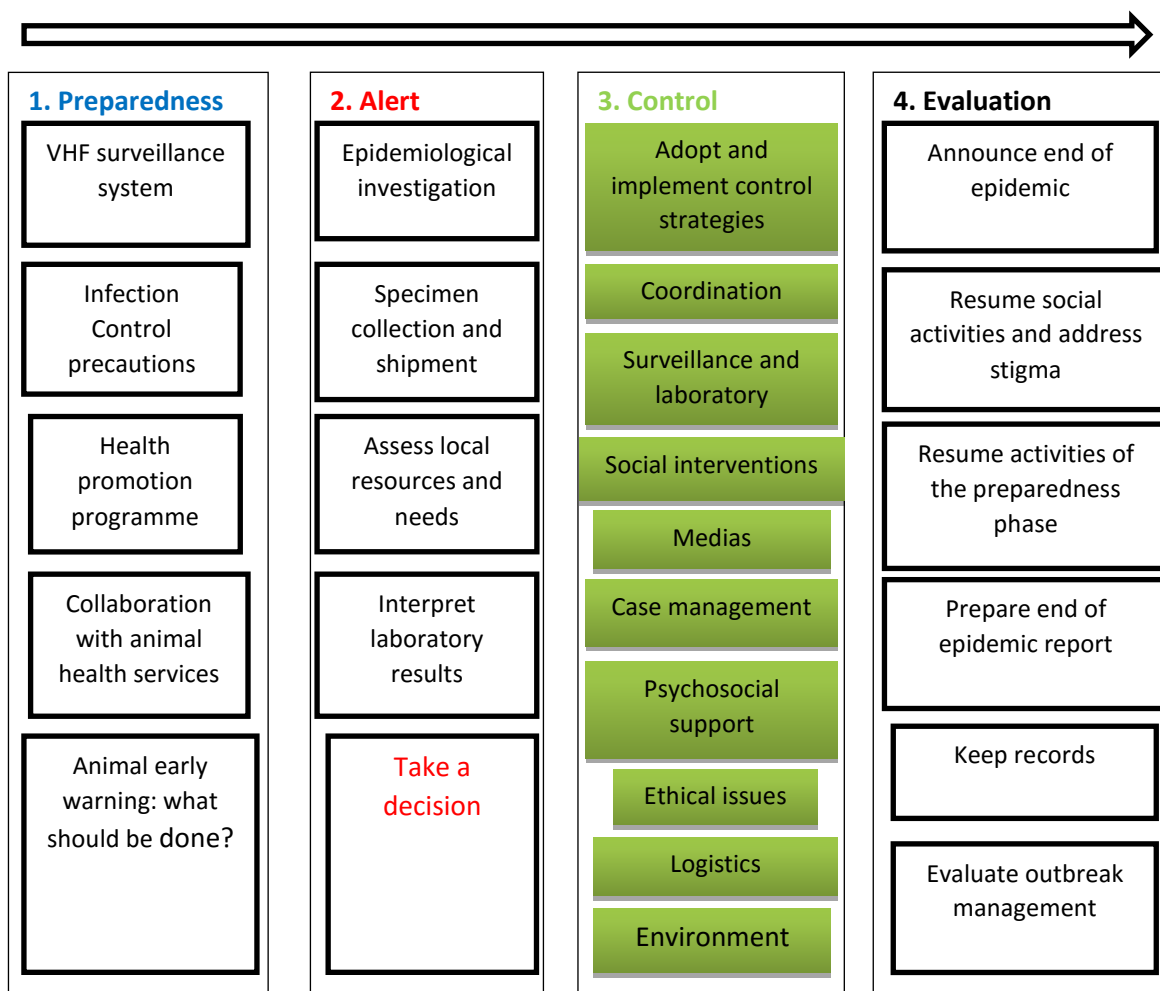 1. Preparedness
VHF surveillance
system
Infection
Control
precautions
Health
promotion
programme
Collaboration
with animal
health services
Animal early
warning: what
should be done?
2. Alert
Epidemiological
investigation
Specimen
collection and
shipment
Assess local
resources and
needs
Interpret
laboratory
results
Take a
decision
3. Control
Adopt and
implement control
strategies
Coordination
Surveillance and
laboratory
Social interventions
Medias
Case management
Psychosocial
support
Ethical issues
Logistics
Environment
4. Evaluation
Announce end of
epidemic
Resume social
activities and address
stigma
Resume activities of
the preparedness
phase
Prepare end of
epidemic report
Keep records
Evaluate outbreak
management